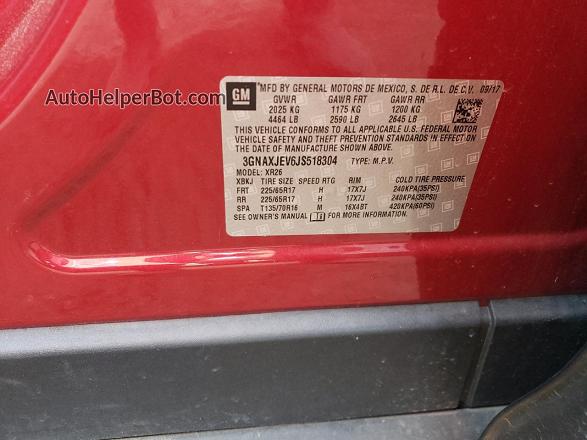 AutoHelperBot.com
GM
MFD BY GENERAL MOTORS DE MEXICO, S. DE R.L. DE C.V. 09/17
GVWR GAWR FRT GAWR RR
2025 KG 1175 KG 1200 KG
4464 LB 2590 LB 2645 LB
THIS VEHICLE CONFORMS TO ALL APPLICABLE U.S. FEDERAL MOTOR
VEHICLE SAFETY STANDARDS IN EFFECT ON THE DATE OF
MANUFACTURE SHOWN ABOVE.
3GNAXJEV6JS518304 TYPE: M.P.V.
MODEL: XR26
XBKJ TIRE SIZE SPEED RTG RIM COLD TIRE PRESSURE
FRT 225/65R17 H 17X7J 240KPA(35PSI)
RR 225/65R17 H 17X7J 240KPA(35PSI)
SPA T135/70R16 M 16X4BT 420KPA(60PSI)
SEE OWNER'S MANUAL FOR MORE INFORMATION.